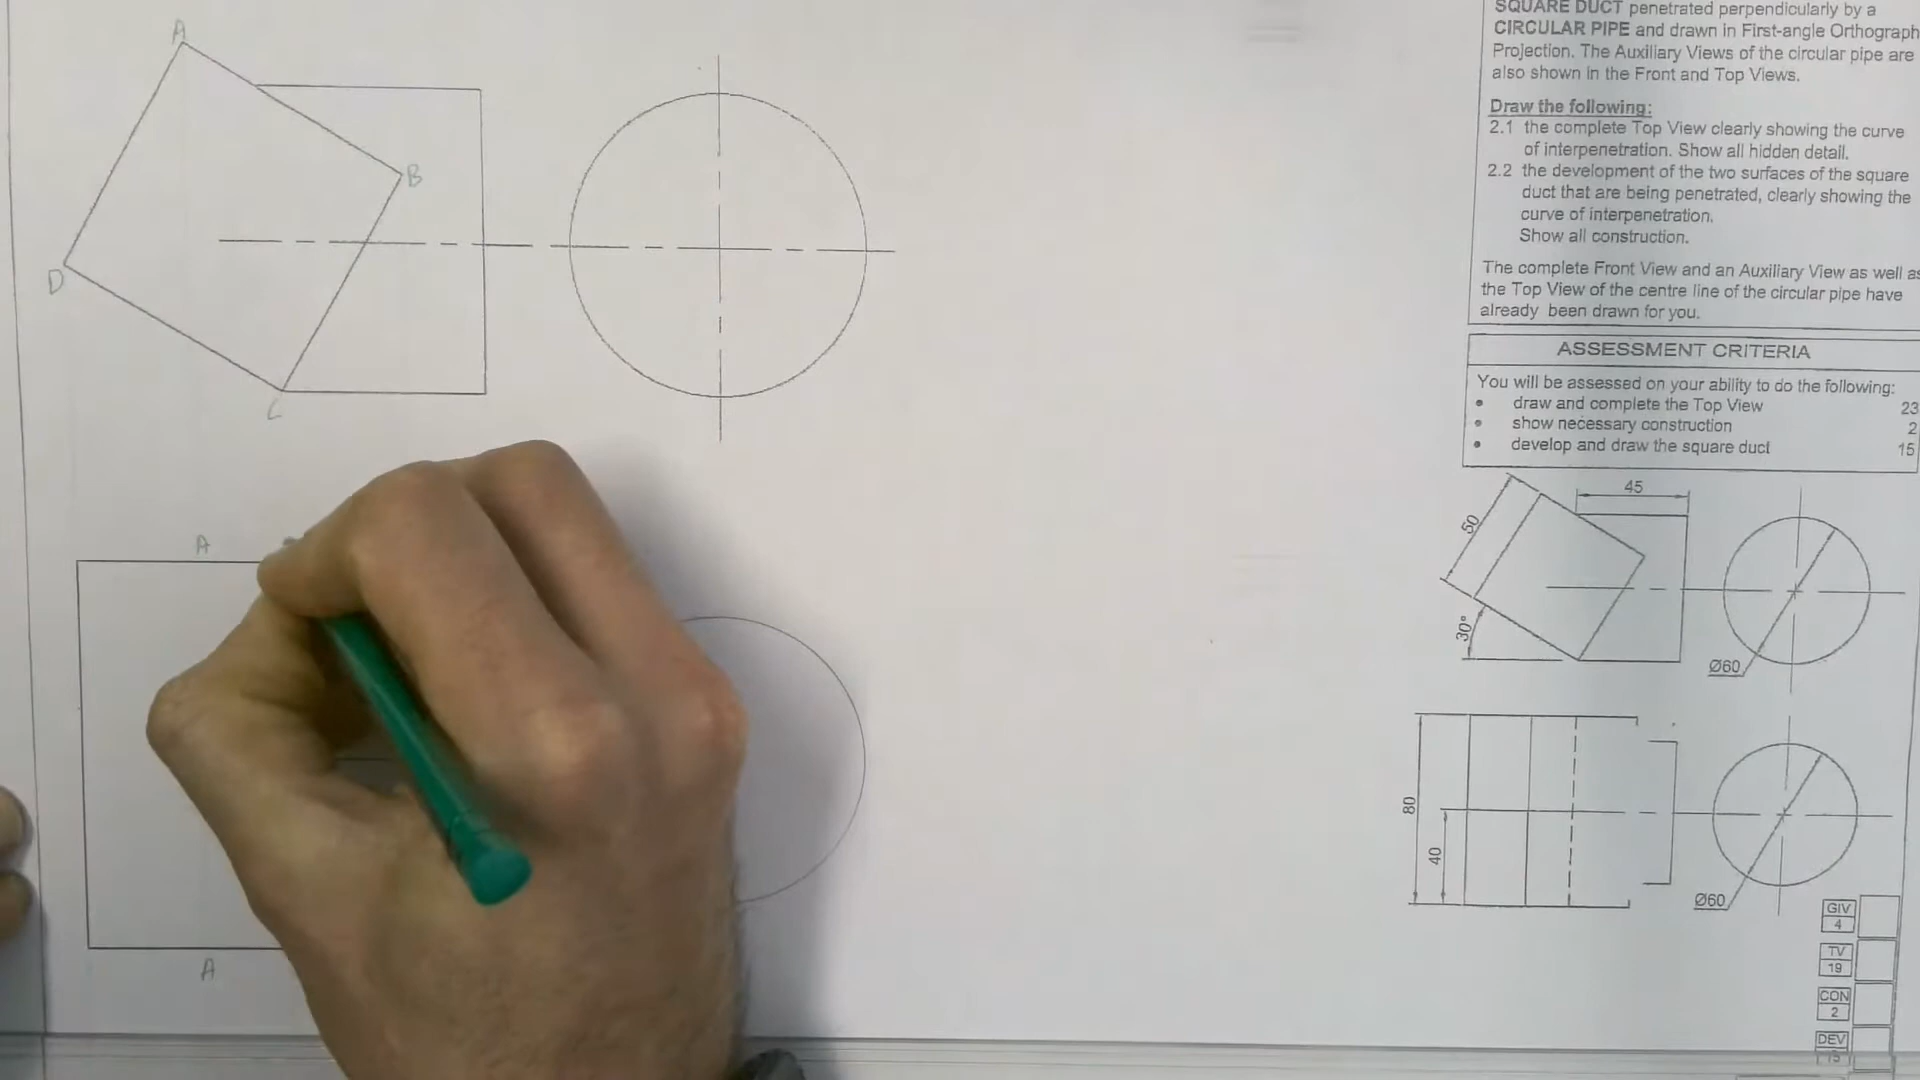 A
B
D
C
A
A
SQUARE DUCT penetrated perpendicularly by a
CIRCULAR PIPE and drawn in First-angle Orthograph
Projection. The Auxiliary Views of the circular pipe are
also shown in the Front and Top Views.
Draw the following:
2.1 the complete Top View clearly showing the curve
of interpenetration. Show all hidden detail.
2.2 the development of the two surfaces of the square
duct that are being penetrated, clearly showing the
curve of interpenetration.
Show all construction.
The complete Front View and an Auxiliary View as well as
the Top View of the centre line of the circular pipe have
already been drawn for you.
ASSESSMENT CRITERIA
You will be assessed on your ability to do the following:
• draw and complete the Top View 23
• show necessary construction 2
• develop and draw the square duct 15
45
50
30°
Ø60
80
40
Ø60
GIV
4
TV
19
CON
2
DEV
15